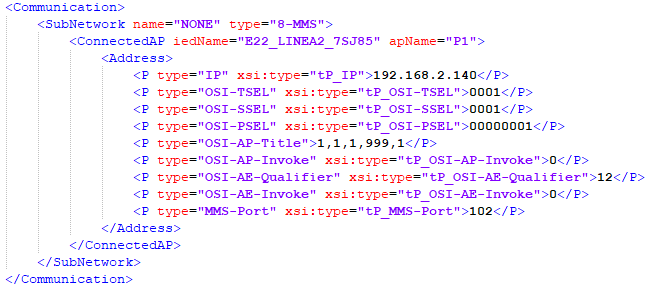 <Communication>
<SubNetwork name="NONE" type="8-MMS">
<ConnectedAP iedName="E22_LINEA2_7SJ85" apName="P1">
<Address>
<P type="IP" xsi:type="tP_IP">192.168.2.140</P>
<P type="OSI-TSEL" xsi:type="tP_OSI-TSEL">0001</P>
<P type="OSI-SSEL" xsi:type="tP_OSI-SSEL">0001</P>
<P type="OSI-PSEL" xsi:type="tP_OSI-PSEL">00000001</P>
<P type="OSI-AP-Title">1,1,1,999,1</P>
<P type="OSI-AP-Invoke" xsi:type="tP_OSI-AP-Invoke">0</P>
<P type="OSI-AE-Qualifier" xsi:type="tP_OSI-AE-Qualifier">12</P>
<P type="OSI-AE-Invoke" xsi:type="tP_OSI-AE-Invoke">0</P>
<P type="MMS-Port" xsi:type="tP_MMS-Port">102</P>
</Address>
</ConnectedAP>
</SubNetwork>
</Communication>